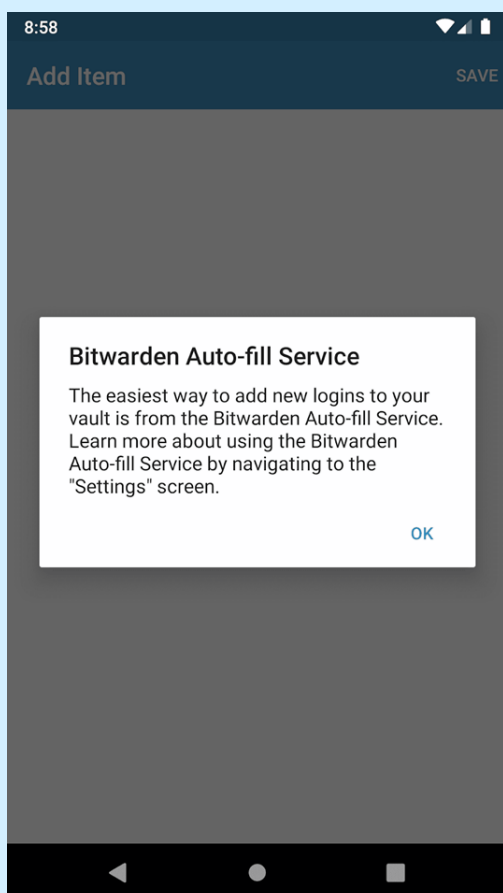 8:58
Add Item
SAVE
Bitwarden Auto-fill Service
The easiest way to add new logins to your
vault is from the Bitwarden Auto-fill Service.
Learn more about using the Bitwarden
Auto-fill Service by navigating to the
"Settings" screen.
OK